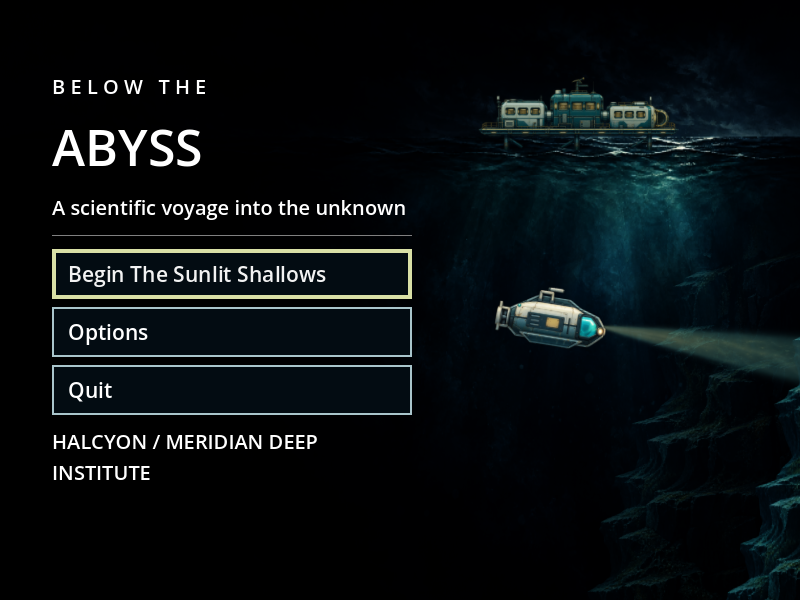 BELOW THE
ABYSS
A scientific voyage into the unknown
Begin The Sunlit Shallows
Options
Quit
HALCYON / MERIDIAN DEEP
INSTITUTE